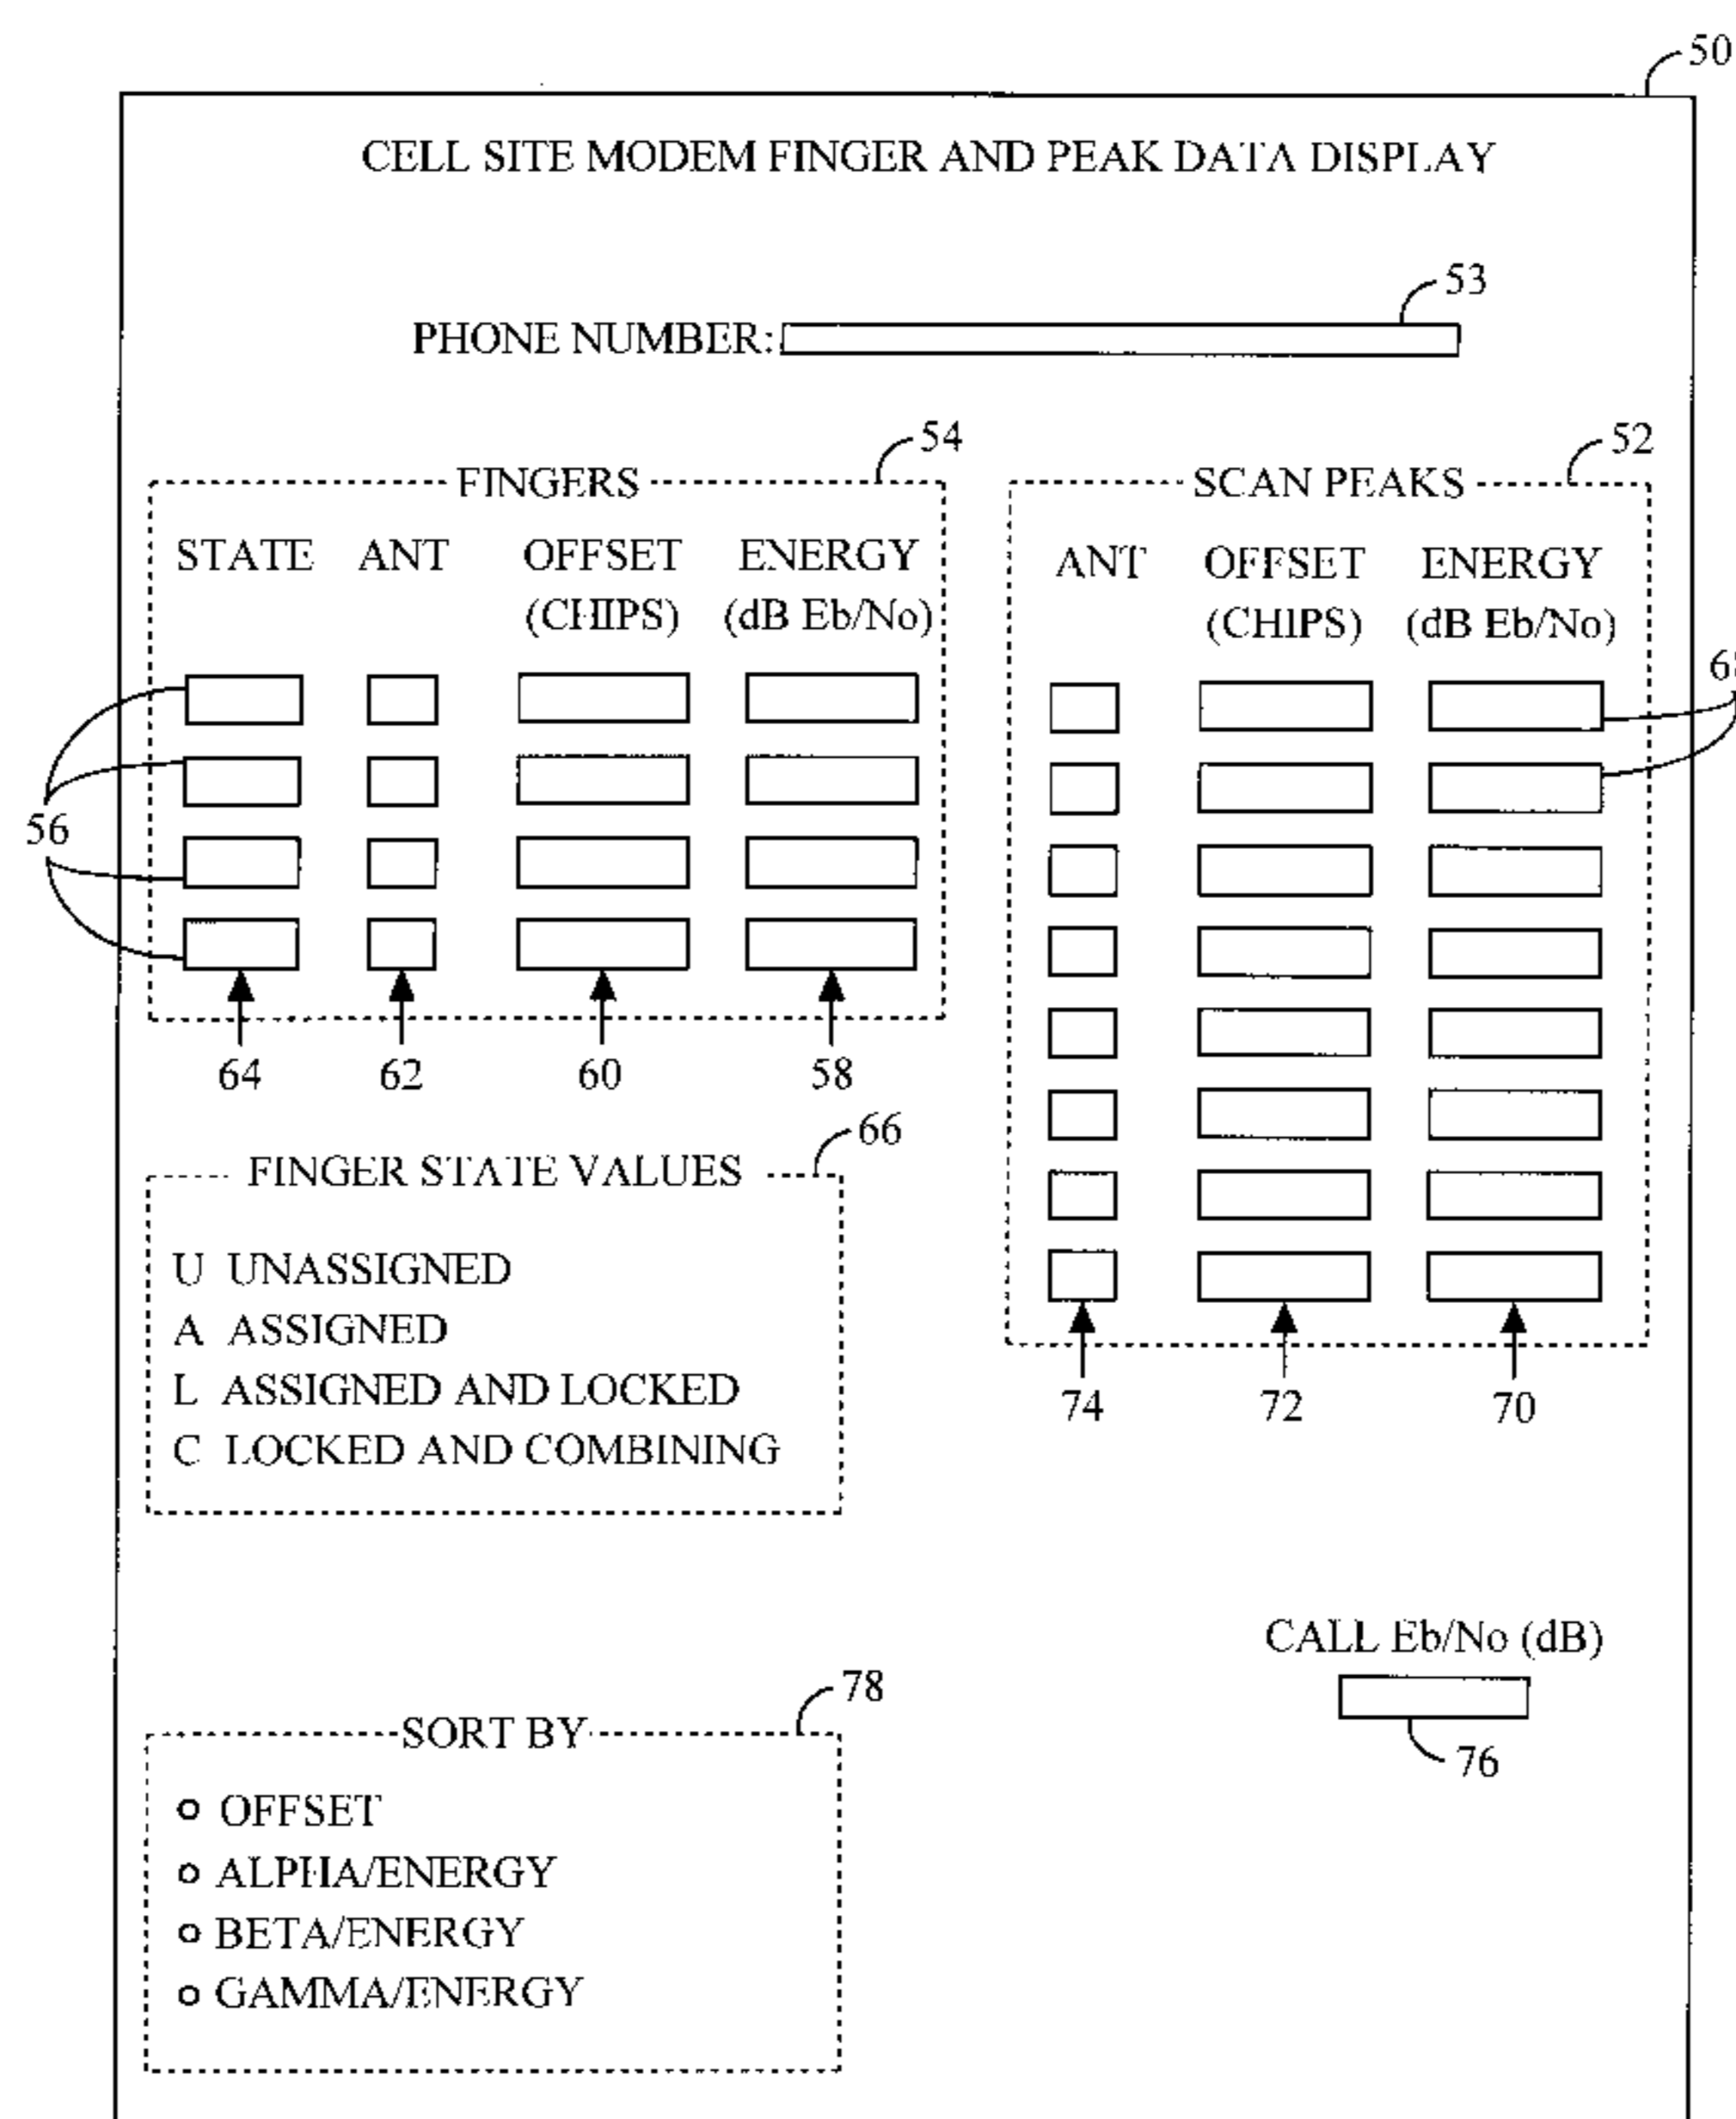 50
CELL SITE MODEM FINGER AND PEAK DATA DISPLAY
53
PHONE NUMBER:
54
FINGERS
STATE ANT OFFSET ENERGY
(CHIPS) (dB Eb/No)
56
64 62 60 58
52
SCAN PEAKS
ANT OFFSET ENERGY
(CHIPS) (dB Eb/No)
74 72 70
66
FINGER STATE VALUES
U UNASSIGNED
A ASSIGNED
L ASSIGNED AND LOCKED
C LOCKED AND COMBINING
CALL Eb/No (dB)
76
78
SORT BY
OFFSET
ALPHA/ENERGY
BETA/ENERGY
GAMMA/ENERGY